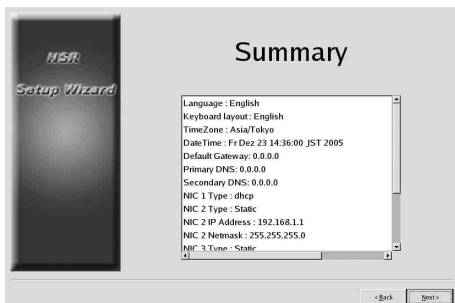 NSR
Setup Wizard
Summary
Language : English
Keyboard layout : English
TimeZone : Asia/Tokyo
DateTime : Fr Dez 23 14:36:00 JST 2005
Default Gateway: 0.0.0.0
Primary DNS: 0.0.0.0
Secondary DNS: 0.0.0.0
NIC 1 Type : dhcp
NIC 2 Type : Static
NIC 2 IP Address : 192.168.1.1
NIC 2 Netmask : 255.255.255.0
NIC 3 Type : Static
< Back
Next >